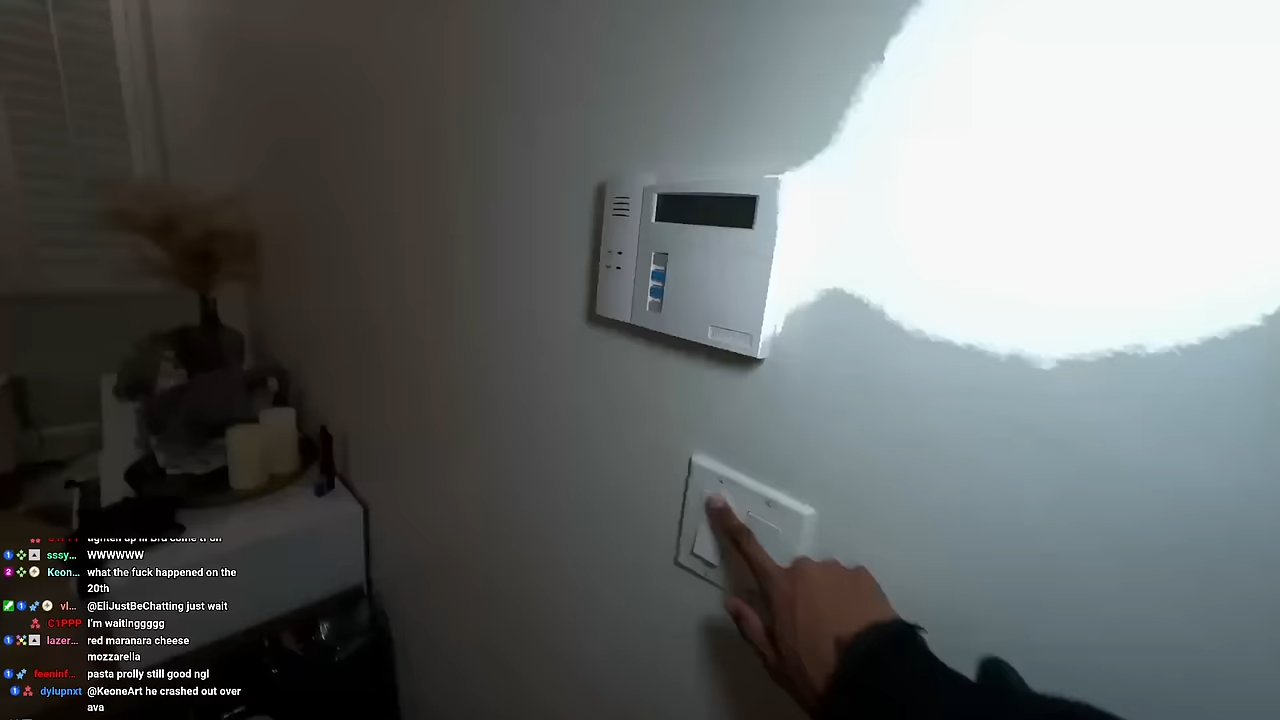 sssy... WWWWWW
Keon... what the fuck happened on the
20th
vl... @EliJustBeChatting just wait
C1PPP I'm waitinggggg
lazer... red maranara cheese
mozzarella
feeninf... pasta prolly still good ngl
dylupnxt @KeoneArt he crashed out over
ava